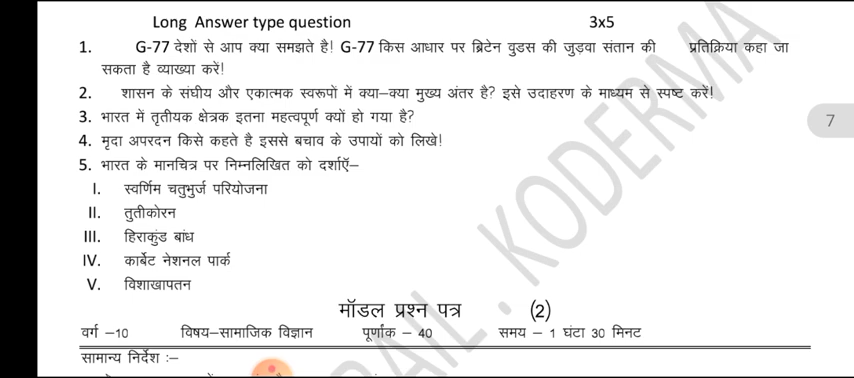 Long Answer type question 3x5
1. G-77 देशों से आप क्या समझते है! G-77 किस आधार पर ब्रिटेन वुडस की जुड़वा संतान की प्रतिक्रिया कहा जा
सकता है व्याख्या करें!
2. शासन के संघीय और एकात्मक स्वरूपों में क्या–क्या मुख्य अंतर है? इसे उदाहरण के माध्यम से स्पष्ट करें!
3. भारत में तृतीयक क्षेत्रक इतना महत्वपूर्ण क्यों हो गया है?
7
4. मृदा अपरदन किसे कहते है इससे बचाव के उपायों को लिखे!
5. भारत के मानचित्र पर निम्नलिखित को दर्शाएँ–
I. स्वर्णिम चतुर्भुर्ज परियोजना
II. तुतीकोरन
III. हिराकुंड बांध
IV. कार्बेट नेशनल पार्क
V. विशाखापतन
मॉडल प्रश्न पत्र (2)
वर्ग –10 विषय–सामाजिक विज्ञान पूर्णांक – 40 समय – 1 घंटा 30 मिनट
सामान्य निर्देश :–
RAIL , KODERMA